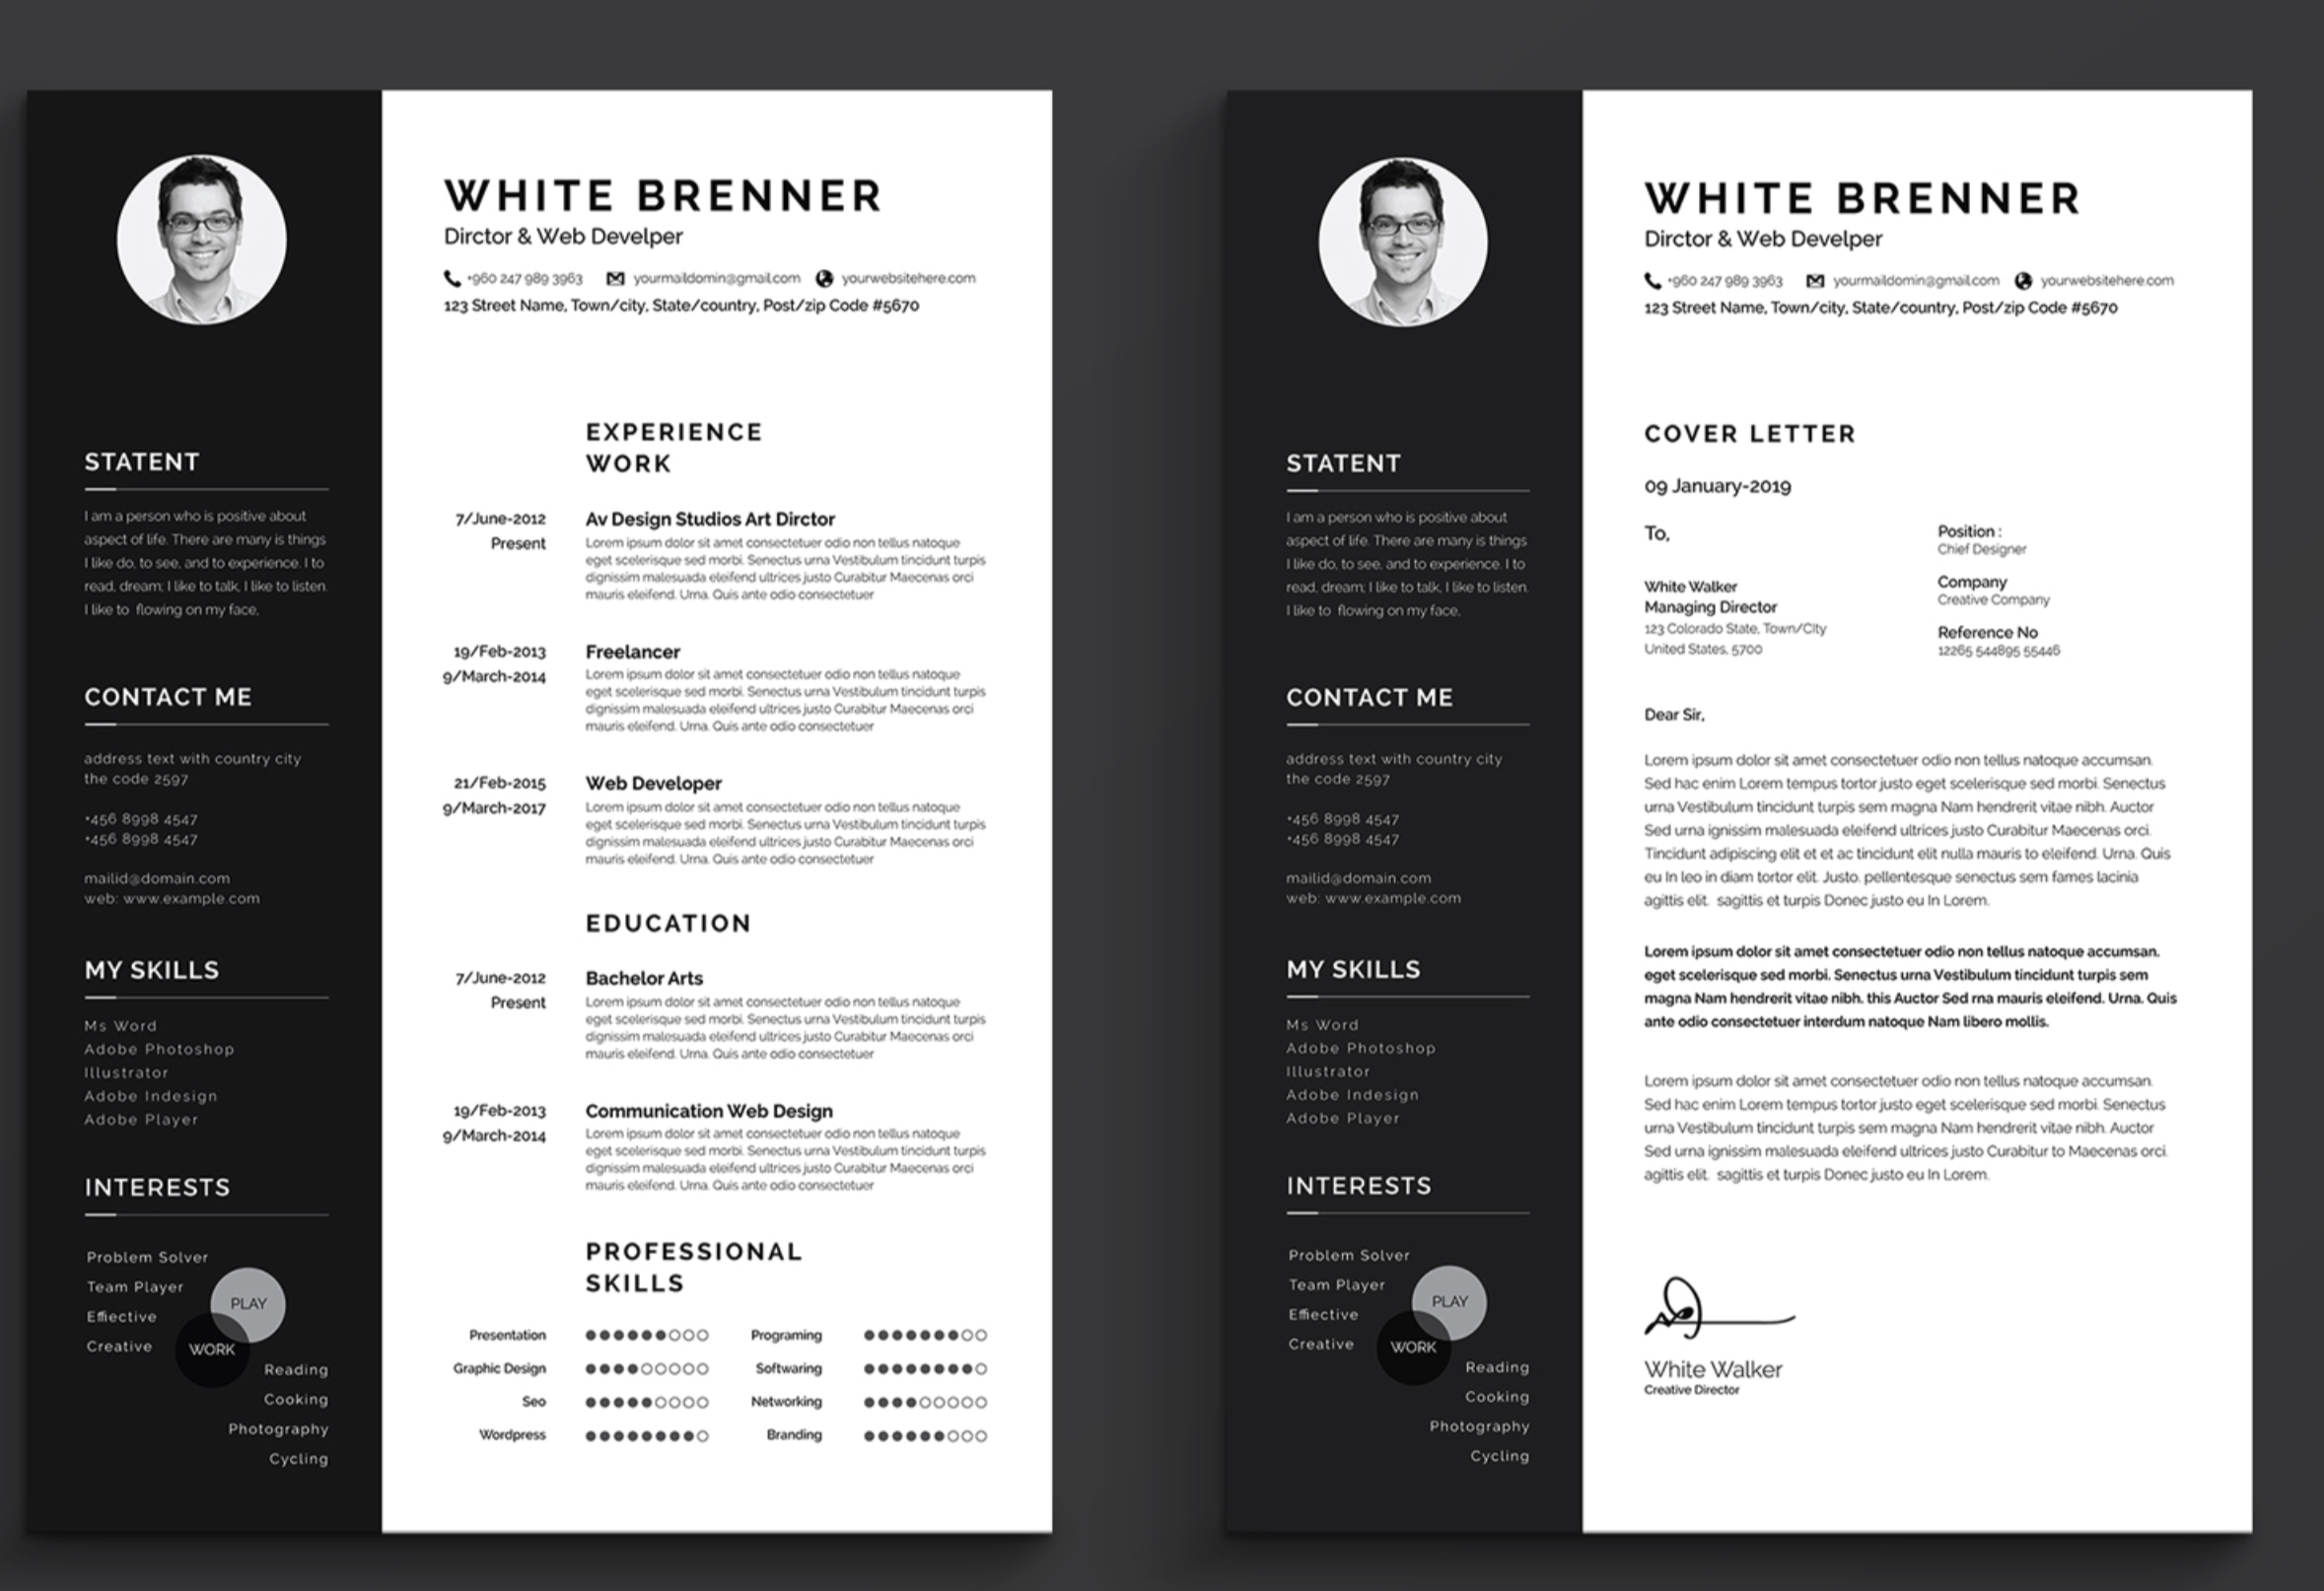 WHITE BRENNER
Dirctor & Web Develper
+960 247 989 3963 yourmaildomin@gmail.com yourwebsitehere.com
123 Street Name, Town/city, State/country, Post/zip Code #5670
STATENT
I am a person who is positive about
aspect of life. There are many is things
I like do, to see, and to experience. I to
read, dream; I like to talk, I like to listen.
I like to flowing on my face,
CONTACT ME
address text with country city
the code 2597
+456 8998 4547
+456 8998 4547
mailid@domain.com
web: www.example.com
MY SKILLS
Ms Word
Adobe Photoshop
Illustrator
Adobe Indesign
Adobe Player
INTERESTS
Problem Solver
Team Player
Effiective
Creative
PLAY
WORK
Reading
Cooking
Photography
Cycling
EXPERIENCE
WORK
7/June-2012
Present
Av Design Studios Art Dirctor
Lorem ipsum dolor sit amet consectetuer odio non tellus natoque
eget scelerisque sed morbi. Senectus urna Vestibulum tincidunt turpis
dignissim malesuada eleifend ultrices justo Curabitur Maecenas orci
mauris eleifend. Urna. Quis ante odio consectetuer
19/Feb-2013
9/March-2014
Freelancer
Lorem ipsum dolor sit amet consectetuer odio non tellus natoque
eget scelerisque sed morbi. Senectus urna Vestibulum tincidunt turpis
dignissim malesuada eleifend ultrices justo Curabitur Maecenas orci
mauris eleifend. Urna. Quis ante odio consectetuer
21/Feb-2015
9/March-2017
Web Developer
Lorem ipsum dolor sit amet consectetuer odio non tellus natoque
eget scelerisque sed morbi. Senectus urna Vestibulum tincidunt turpis
dignissim malesuada eleifend ultrices justo Curabitur Maecenas orci
mauris eleifend. Urna. Quis ante odio consectetuer
EDUCATION
7/June-2012
Present
Bachelor Arts
Lorem ipsum dolor sit amet consectetuer odio non tellus natoque
eget scelerisque sed morbi. Senectus urna Vestibulum tincidunt turpis
dignissim malesuada eleifend ultrices justo Curabitur Maecenas orci
mauris eleifend. Urna. Quis ante odio consectetuer
19/Feb-2013
9/March-2014
Communication Web Design
Lorem ipsum dolor sit amet consectetuer odio non tellus natoque
eget scelerisque sed morbi. Senectus urna Vestibulum tincidunt turpis
dignissim malesuada eleifend ultrices justo Curabitur Maecenas orci
mauris eleifend. Urna. Quis ante odio consectetuer
PROFESSIONAL
SKILLS
Presentation Programing
Graphic Design Softwaring
Seo Networking
Wordpress Branding
WHITE BRENNER
Dirctor & Web Develper
+960 247 989 3963 yourmaildomin@gmail.com yourwebsitehere.com
123 Street Name, Town/city, State/country, Post/zip Code #5670
STATENT
I am a person who is positive about
aspect of life. There are many is things
I like do, to see, and to experience. I to
read, dream; I like to talk, I like to listen.
I like to flowing on my face,
CONTACT ME
address text with country city
the code 2597
+456 8998 4547
+456 8998 4547
mailid@domain.com
web: www.example.com
MY SKILLS
Ms Word
Adobe Photoshop
Illustrator
Adobe Indesign
Adobe Player
INTERESTS
Problem Solver
Team Player
Effiective
Creative
PLAY
WORK
Reading
Cooking
Photography
Cycling
COVER LETTER
09 January-2019
To,
White Walker
Managing Director
123 Colorado State, Town/City
United States, 5700
Position :
Chief Designer
Company
Creative Company
Reference No
12265 544895 55446
Dear Sir,
Lorem ipsum dolor sit amet consectetuer odio non tellus natoque accumsan.
Sed hac enim Lorem tempus tortor justo eget scelerisque sed morbi. Senectus
urna Vestibulum tincidunt turpis sem magna Nam hendrerit vitae nibh. Auctor
Sed urna ignissim malesuada eleifend ultrices justo Curabitur Maecenas orci.
Tincidunt adipiscing elit et et ac tincidunt elit nulla mauris to eleifend. Urna. Quis
eu In leo in diam tortor elit. Justo. pellentesque senectus sem fames lacinia
agittis elit. sagittis et turpis Donec justo eu In Lorem.
Lorem ipsum dolor sit amet consectetuer odio non tellus natoque accumsan.
eget scelerisque sed morbi. Senectus urna Vestibulum tincidunt turpis sem
magna Nam hendrerit vitae nibh. this Auctor Sed rna mauris eleifend. Urna. Quis
ante odio consectetuer interdum natoque Nam libero mollis.
Lorem ipsum dolor sit amet consectetuer odio non tellus natoque accumsan.
Sed hac enim Lorem tempus tortor justo eget scelerisque sed morbi. Senectus
urna Vestibulum tincidunt turpis sem magna Nam hendrerit vitae nibh. Auctor
Sed urna ignissim malesuada eleifend ultrices justo Curabitur to Maecenas orci.
agittis elit. sagittis et turpis Donec justo eu In Lorem.
White Walker
Creative Director